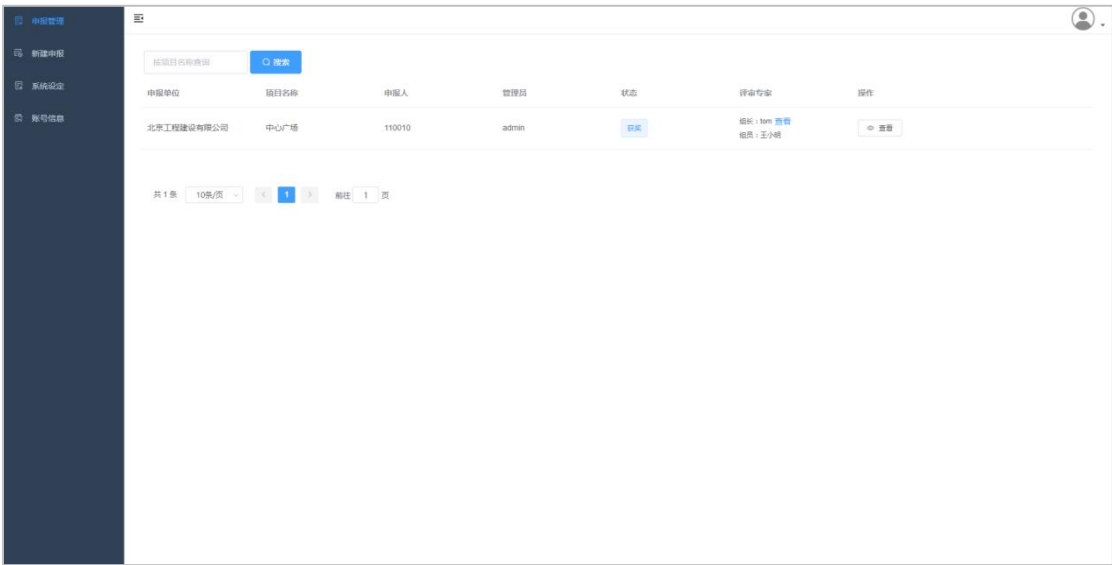 申报管理
新建申报
系统设定
账号信息
按项目名称查询 搜索
申报单位 项目名称 申报人 管理员 状态 评审专家 操作
北京工程建设有限公司 中心广场 110010 admin 获奖 组长：tom 查看 查看
组员：王小明
共1条 10条/页 1 前往 1 页